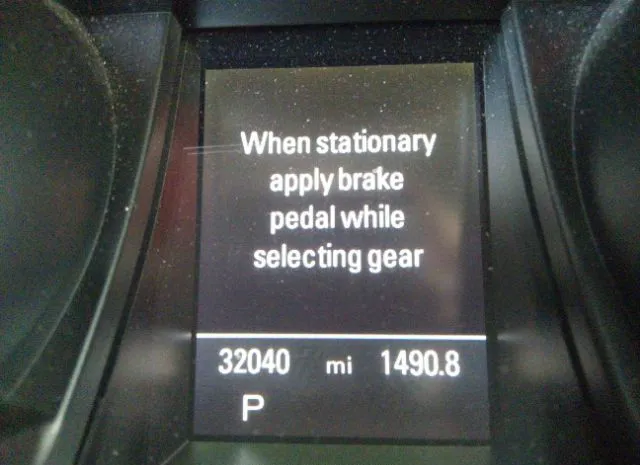 When stationary
apply brake
pedal while
selecting gear
32040 mi 1490.8
P